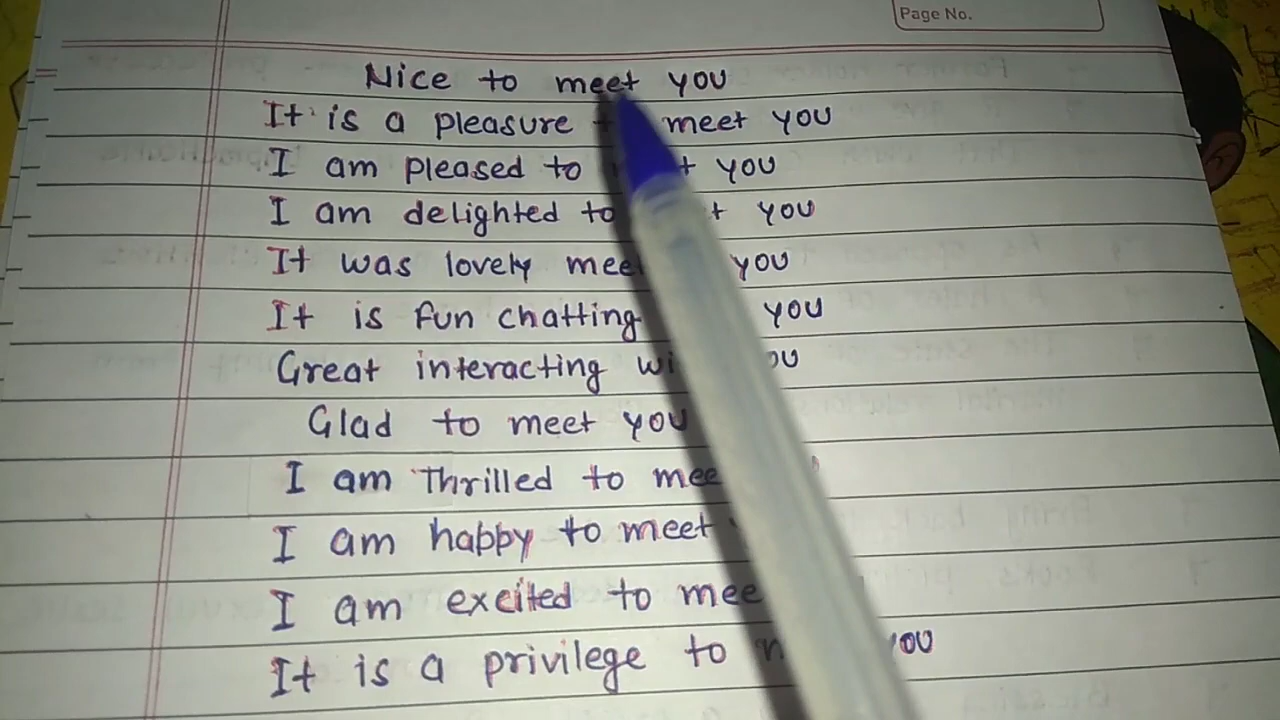 Page No.
Nice to meet you
It is a pleasure meet you
I am pleased to you
I am delighted to you
It was lovely you
It is fun chatting you
Great interacting
Glad to meet you
I am Thrilled to
I am happy to meet
I am excited to
It is a privilege to